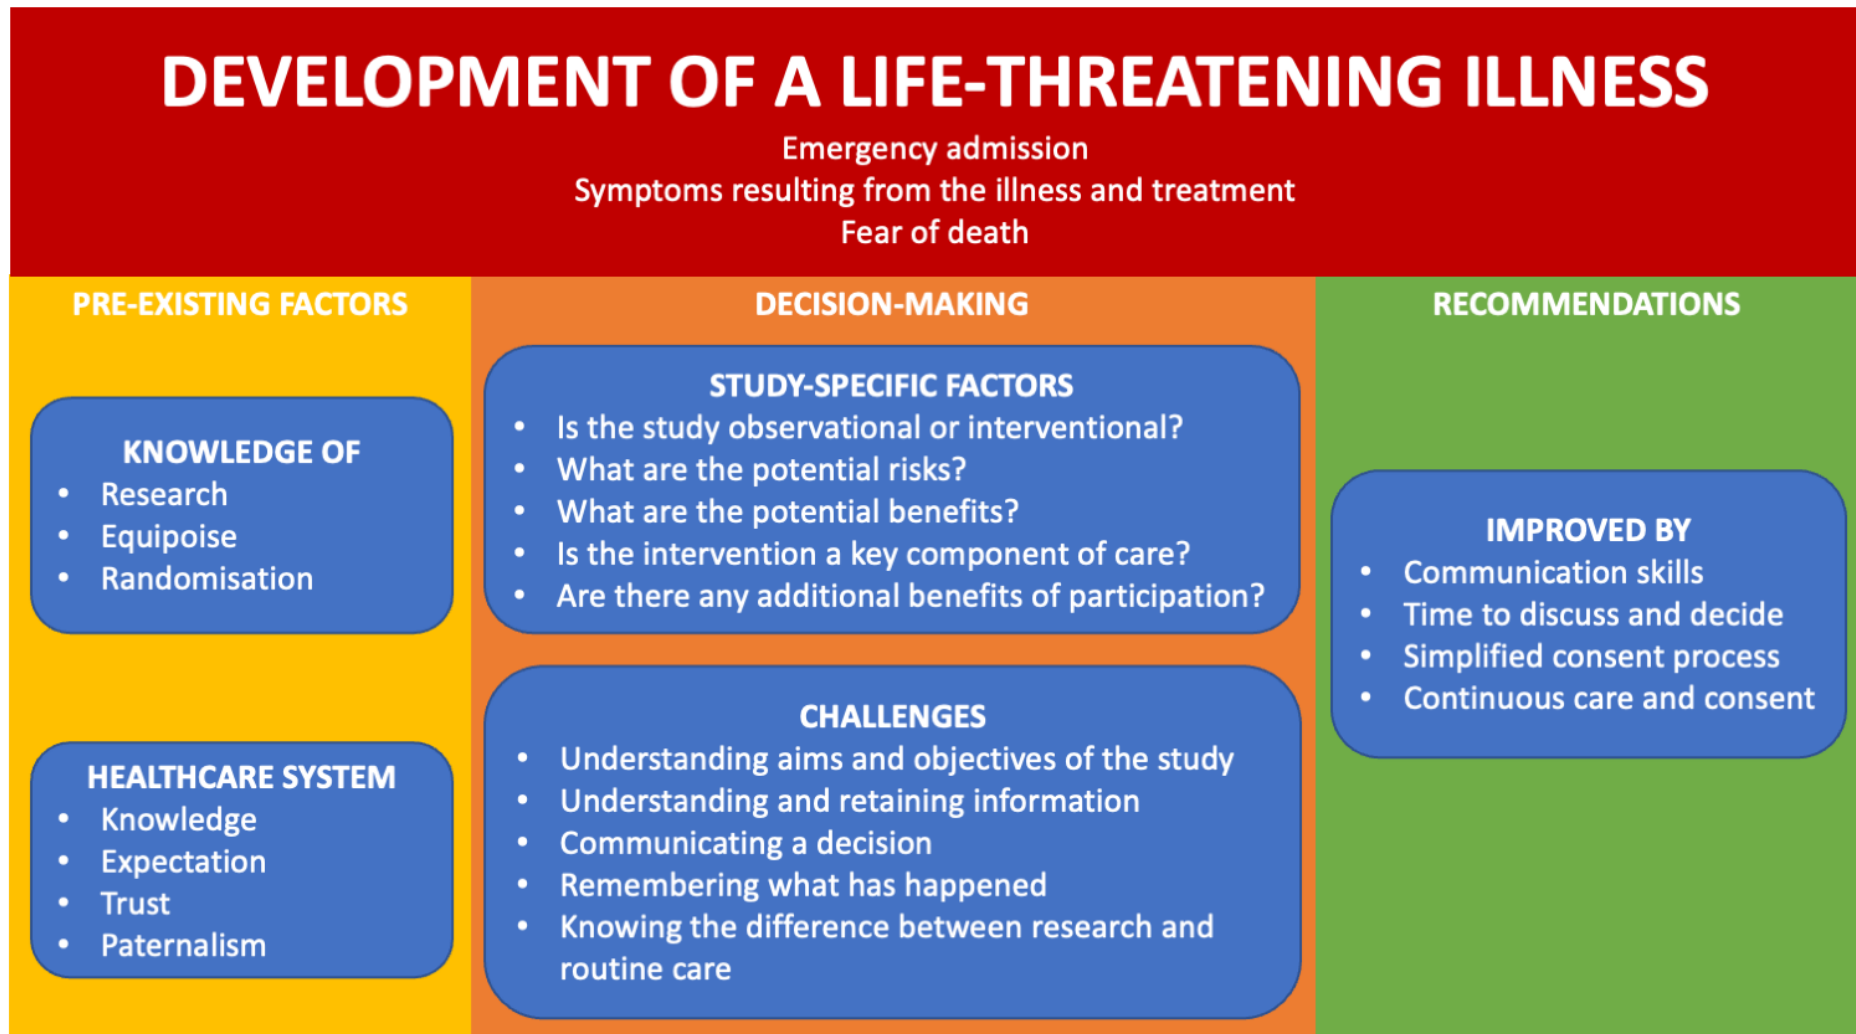 DEVELOPMENT OF A LIFE-THREATENING ILLNESS
Emergency admission
Symptoms resulting from the illness and treatment
Fear of death
PRE-EXISTING FACTORS
KNOWLEDGE OF
• Research
• Equipoise
• Randomisation
HEALTHCARE SYSTEM
• Knowledge
• Expectation
• Trust
• Paternalism
DECISION-MAKING
STUDY-SPECIFIC FACTORS
• Is the study observational or interventional?
• What are the potential risks?
• What are the potential benefits?
• Is the intervention a key component of care?
• Are there any additional benefits of participation?
CHALLENGES
• Understanding aims and objectives of the study
• Understanding and retaining information
• Communicating a decision
• Remembering what has happened
• Knowing the difference between research and
routine care
RECOMMENDATIONS
IMPROVED BY
• Communication skills
• Time to discuss and decide
• Simplified consent process
• Continuous care and consent